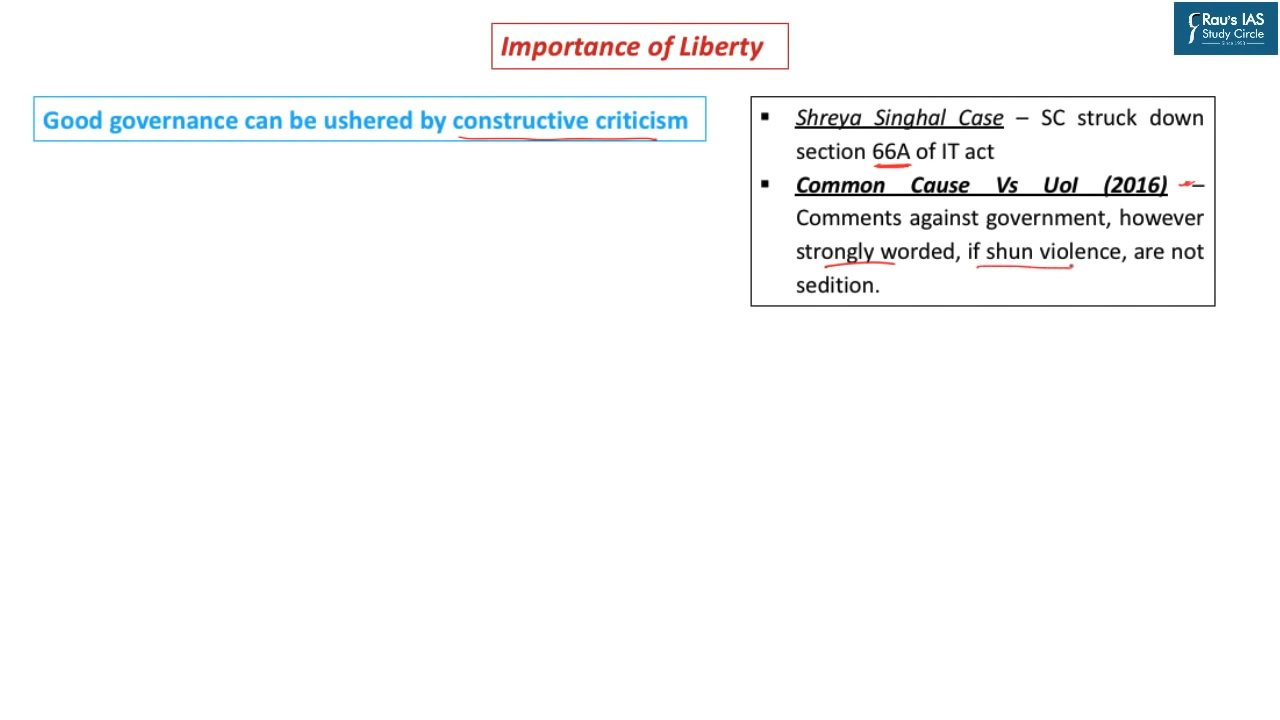 Importance of Liberty
Rau's IAS
Study Circle
Since 1953
Good governance can be ushered by constructive criticism
▪ Shreya Singhal Case – SC struck down
section 66A of IT act
▪ Common Cause Vs UoI (2016) –
Comments against government, however
strongly worded, if shun violence, are not
sedition.